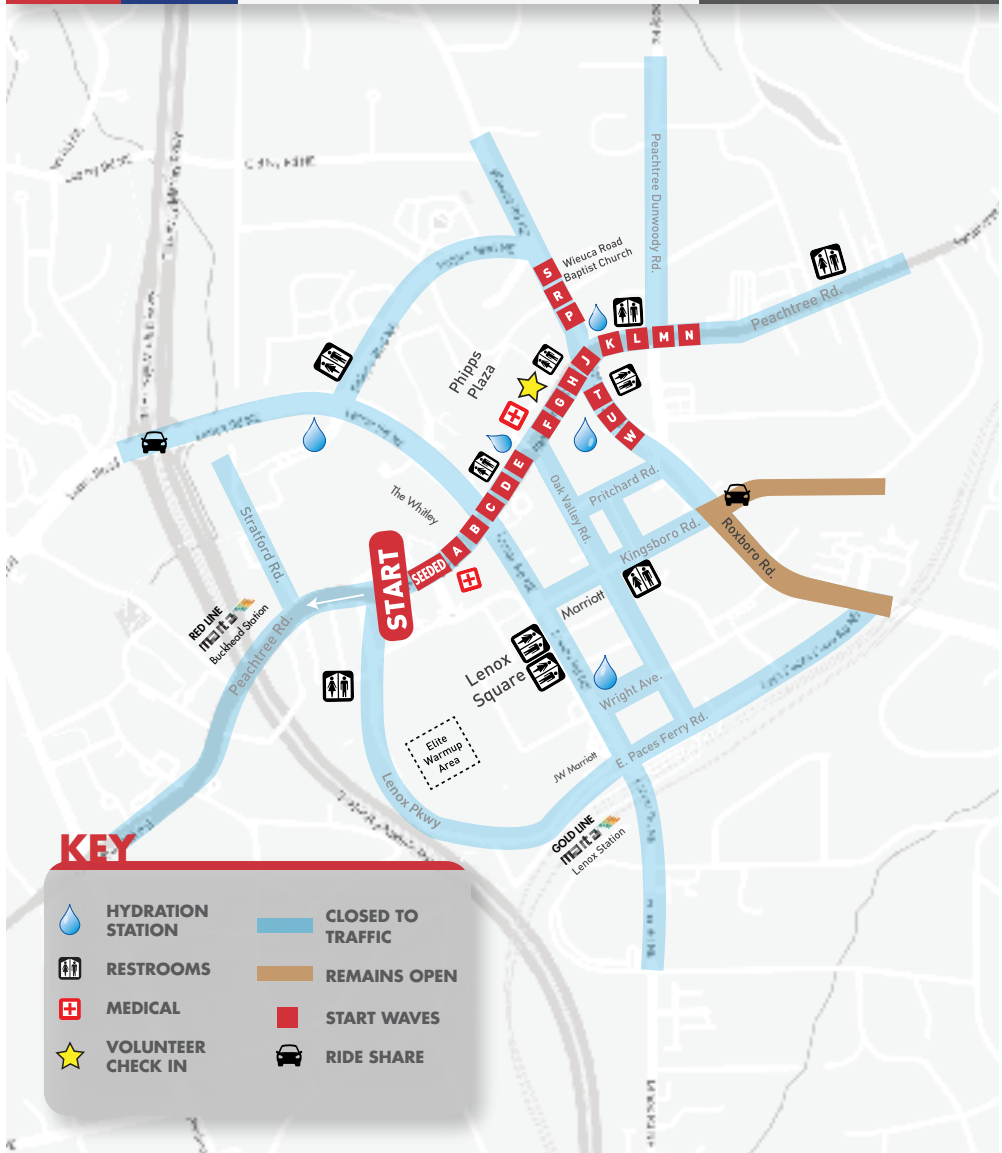 Peachtree Dunwoody Rd.
Wieuca Road
Baptist Church
Peachtree Rd.
S
R
P
K
L
M
N
J
H
G
F
T
U
W
Phipps
Plaza
E
D
C
B
A
SEEDED
START
The Whitley
Oak Valley Rd.
Pritchard Rd.
Kingsboro Rd.
Roxboro Rd.
Stratford Rd.
RED LINE
marta
Buckhead Station
Peachtree Rd.
Marriott
Lenox
Square
Wright Ave.
E. Paces Ferry Rd.
JW Marriott
Elite
Warmup
Area
Lenox Pkwy
GOLD LINE
marta
Lenox Station
KEY
HYDRATION
STATION
RESTROOMS
MEDICAL
VOLUNTEER
CHECK IN
CLOSED TO
TRAFFIC
REMAINS OPEN
START WAVES
RIDE SHARE